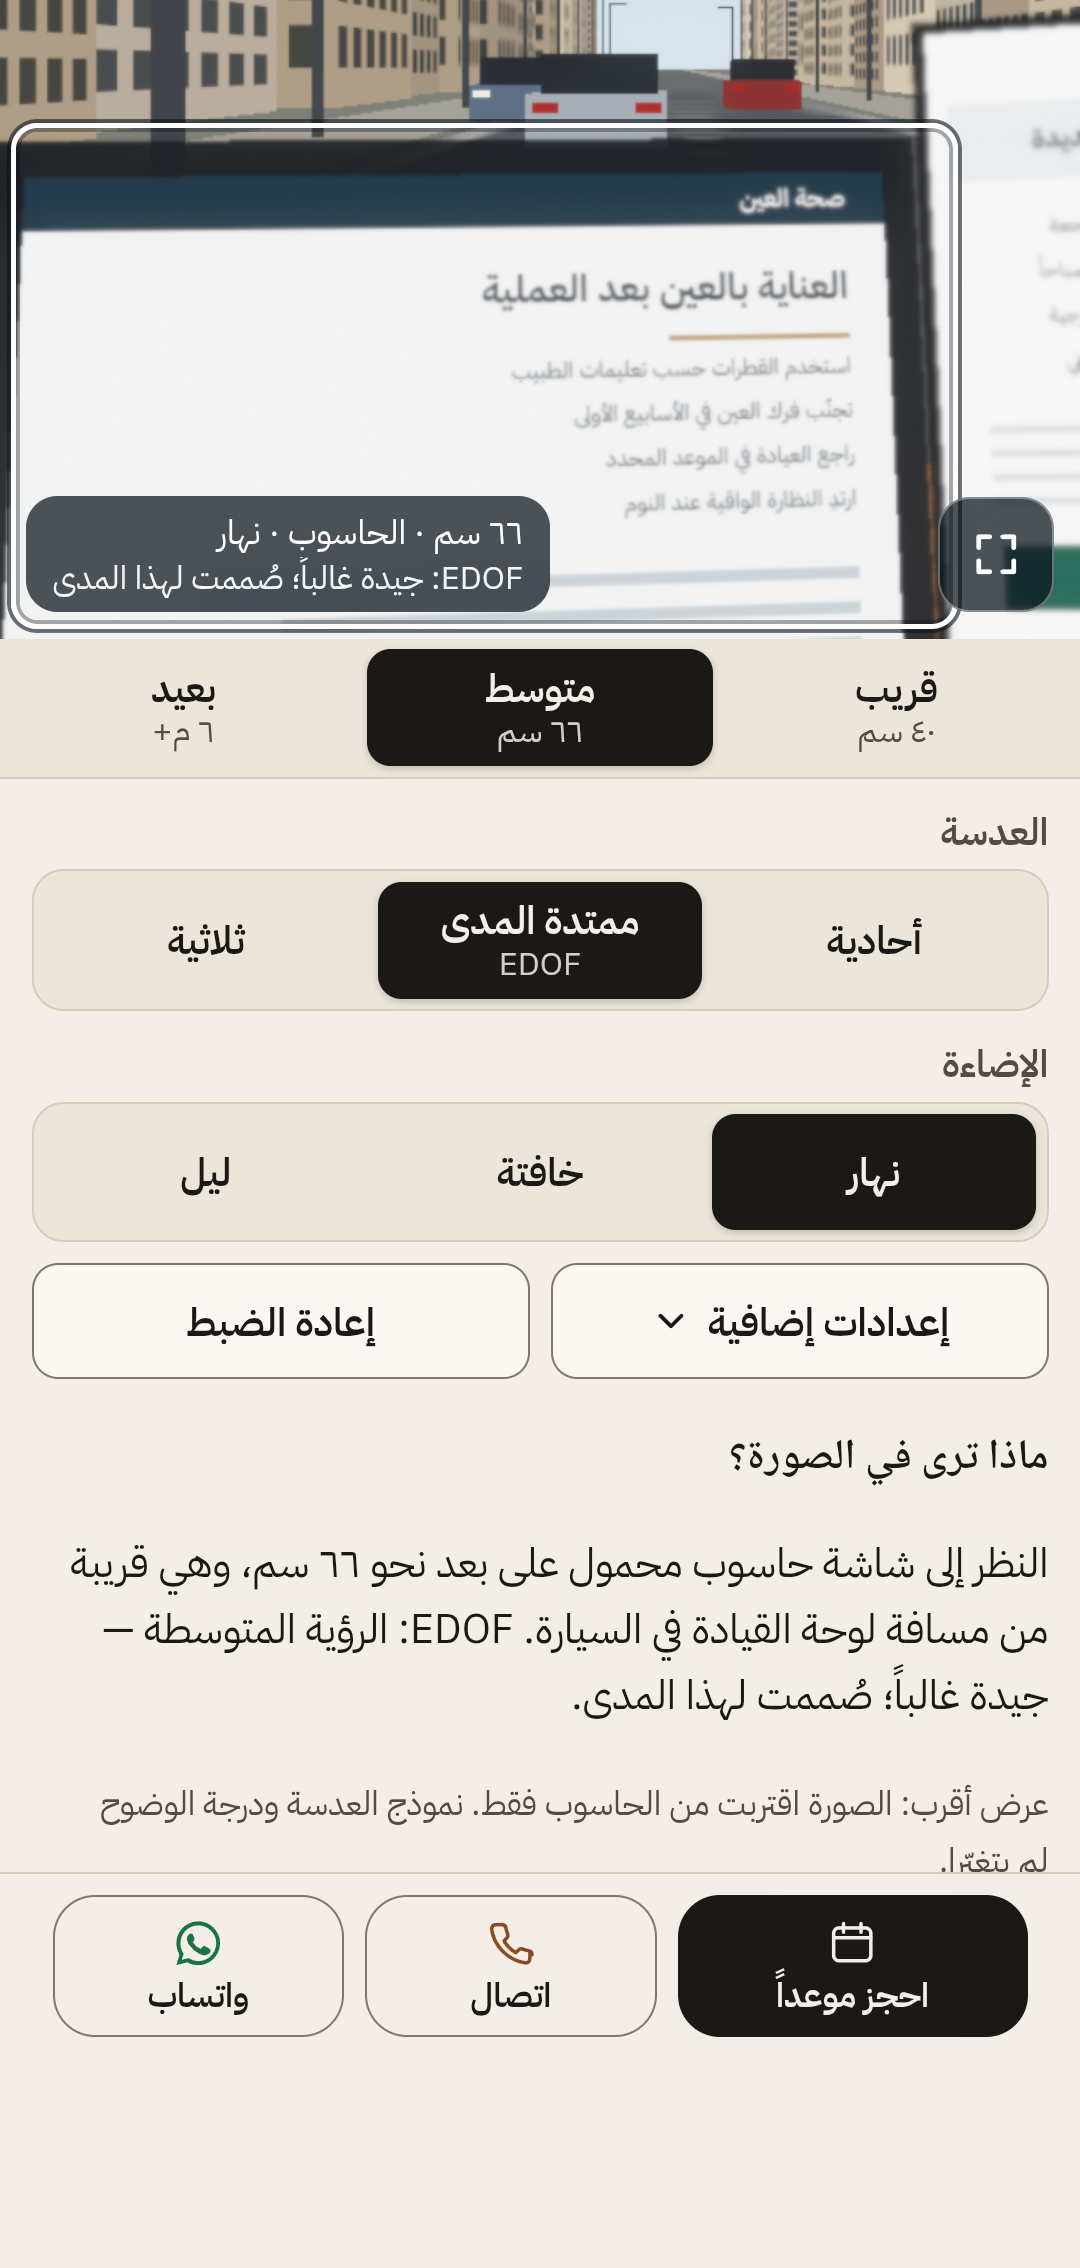 صحة العين
العناية بالعين بعد العملية
استخدم القطرات حسب تعليمات الطبيب
تجنّب فرك العين في الأسابيع الأولى
راجع العيادة في الموعد المحدد
ارتدِ النظارة الواقية عند النوم
٦٦ سم · الحاسوب · نهار
EDOF: جيدة غالباً؛ صُممت لهذا المدى
قريب
٤٠ سم
متوسط
٦٦ سم
بعيد
٦ م+
العدسة
أحادية
ممتدة المدى
EDOF
ثلاثية
الإضاءة
نهار
خافتة
ليل
إعدادات إضافية
إعادة الضبط
ماذا ترى في الصورة؟
النظر إلى شاشة حاسوب محمول على بعد نحو ٦٦ سم، وهي قريبة
من مسافة لوحة القيادة في السيارة. EDOF: الرؤية المتوسطة —
جيدة غالباً؛ صُممت لهذا المدى.
عرض أقرب: الصورة اقتربت من الحاسوب فقط. نموذج العدسة ودرجة الوضوح
لم يتغيّرا.
احجز موعداً
اتصال
واتساب